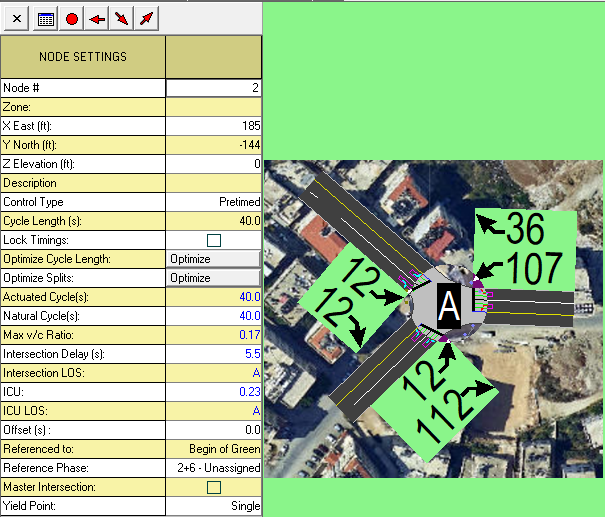 NODE SETTINGS
Node # 2
Zone:
X East (ft): 185
Y North (ft): -144
Z Elevation (ft): 0
Description
Control Type Pretimed
Cycle Length (s): 40.0
Lock Timings:
Optimize Cycle Length: Optimize
Optimize Splits: Optimize
Actuated Cycle(s): 40.0
Natural Cycle(s): 40.0
Max v/c Ratio: 0.17
Intersection Delay (s): 5.5
Intersection LOS: A
ICU: 0.23
ICU LOS: A
Offset (s) : 0.0
Referenced to: Begin of Green
Reference Phase: 2+6 - Unassigned
Master Intersection:
Yield Point: Single
36
107
12
12
A
12
112